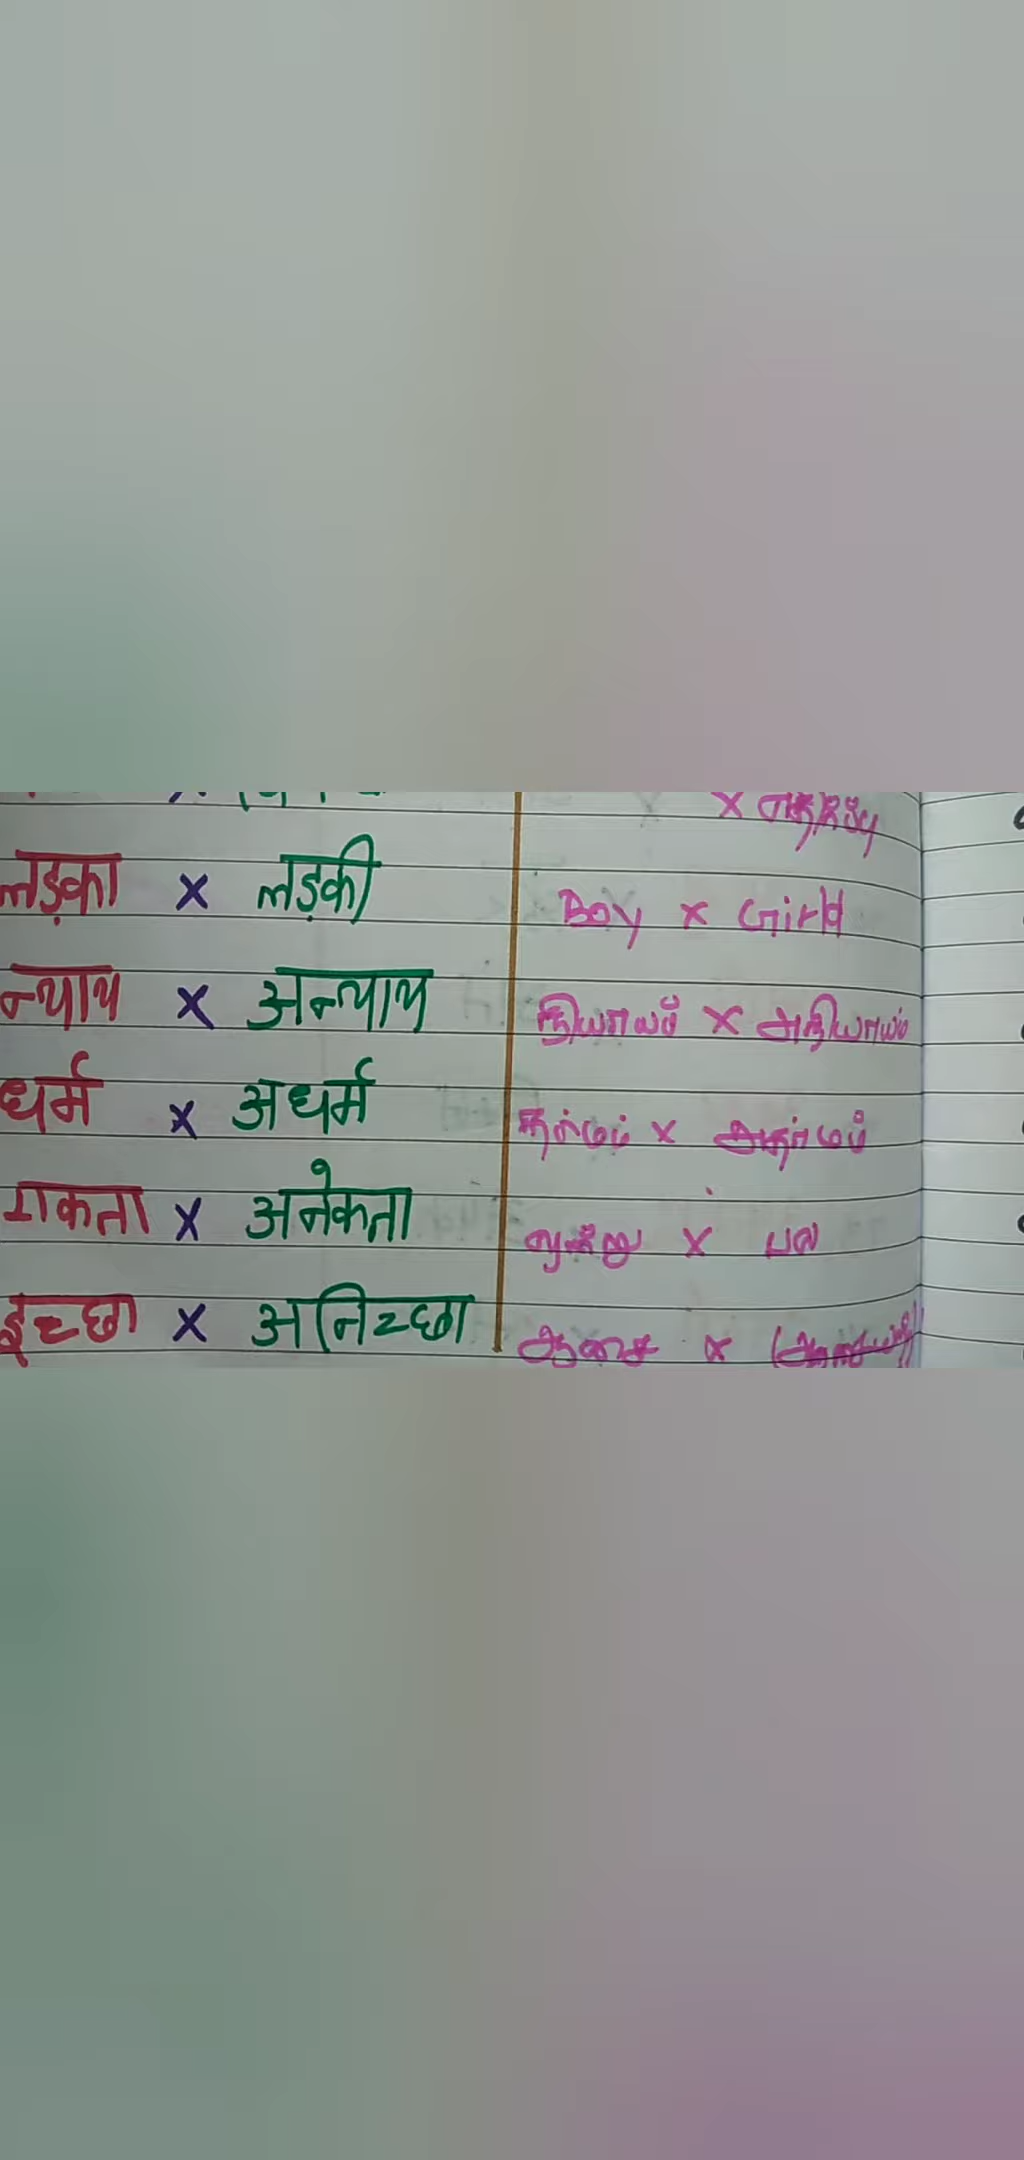 लड़का × लड़की Boy × Girl
न्याय × अन्याय நியாயம் × அநியாயம்
धर्म × अधर्म தர்மம் × அதர்மம்
एकता × अनेकता ஒன்று × பல
इच्छा × अनिच्छा ஆசை ×